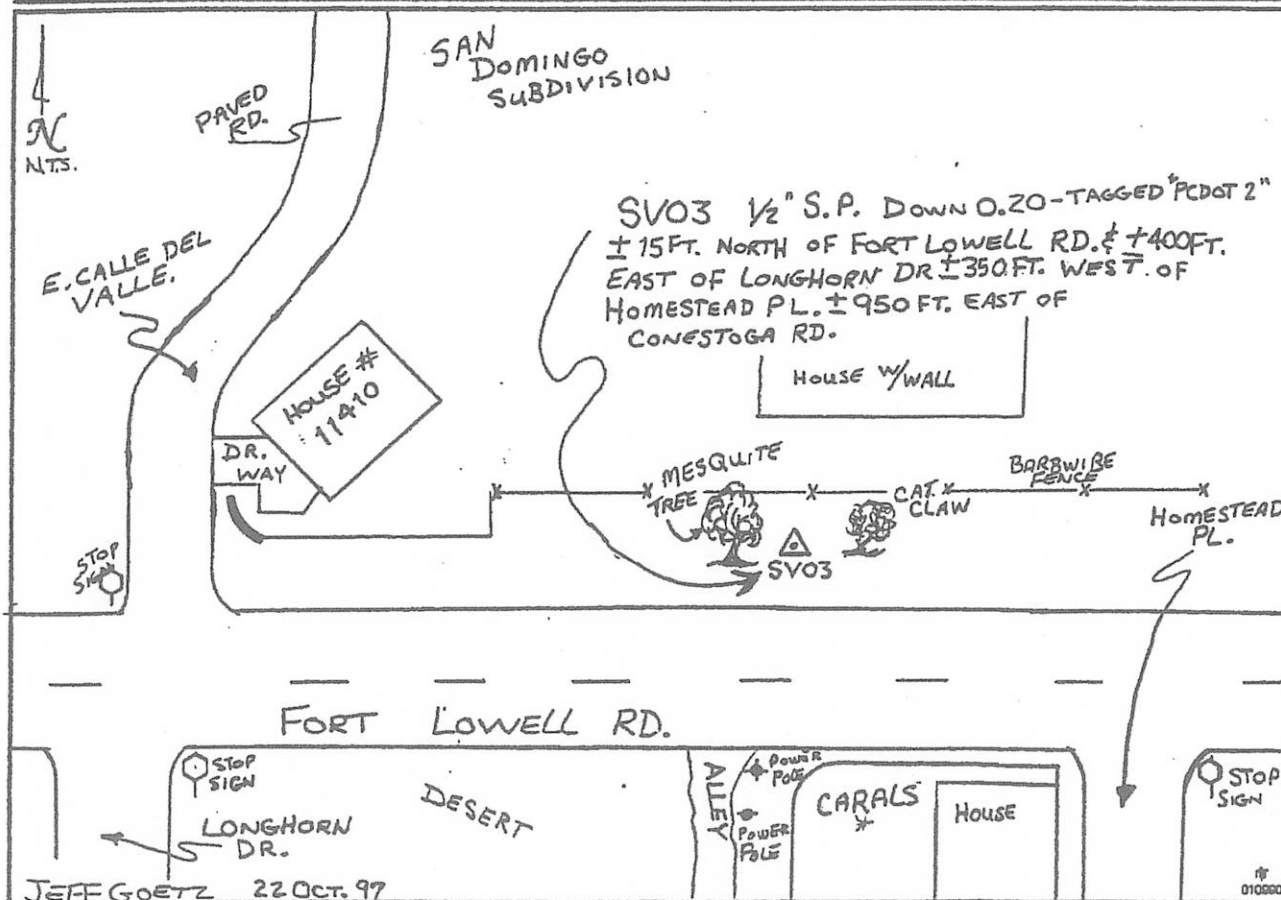 SAN
DOMINGO
SUBDIVISION
N
N.T.S.
PAVED
RD.
SV03 1/2" S.P. DOWN 0.20-TAGGED "PCDOT 2"
± 15FT. NORTH OF FORT LOWELL RD. & ±400FT.
EAST OF LONGHORN DR ±350 FT. WEST. OF
HOMESTEAD PL. ±950 FT. EAST OF
CONESTOGA RD.
E. CALLE DEL
VALLE.
HOUSE #
11410
HOUSE W/WALL
DR.
WAY
MESQUITE
TREE
CAT
CLAW
BARBWIRE
FENCE
HOMESTEAD
PL.
STOP
SIGN
SV03
FORT LOWELL RD.
STOP
SIGN
DESERT
LONGHORN
DR.
ALLEY
POWER
POLE
POWER
POLE
CARALS
HOUSE
STOP
SIGN
JEFF GOETZ 22 OCT. 97